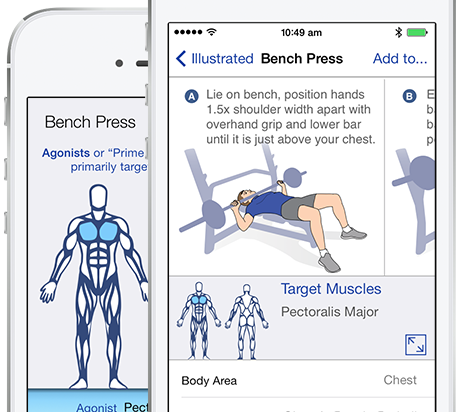 Bench Press
Agonists or “Prime
primarily targe
Agonist Pect
10:49 am
Illustrated Bench Press Add to...
A Lie on bench, position hands
1.5x shoulder width apart with
overhand grip and lower bar
until it is just above your chest.
B
Target Muscles
Pectoralis Major
Body Area Chest